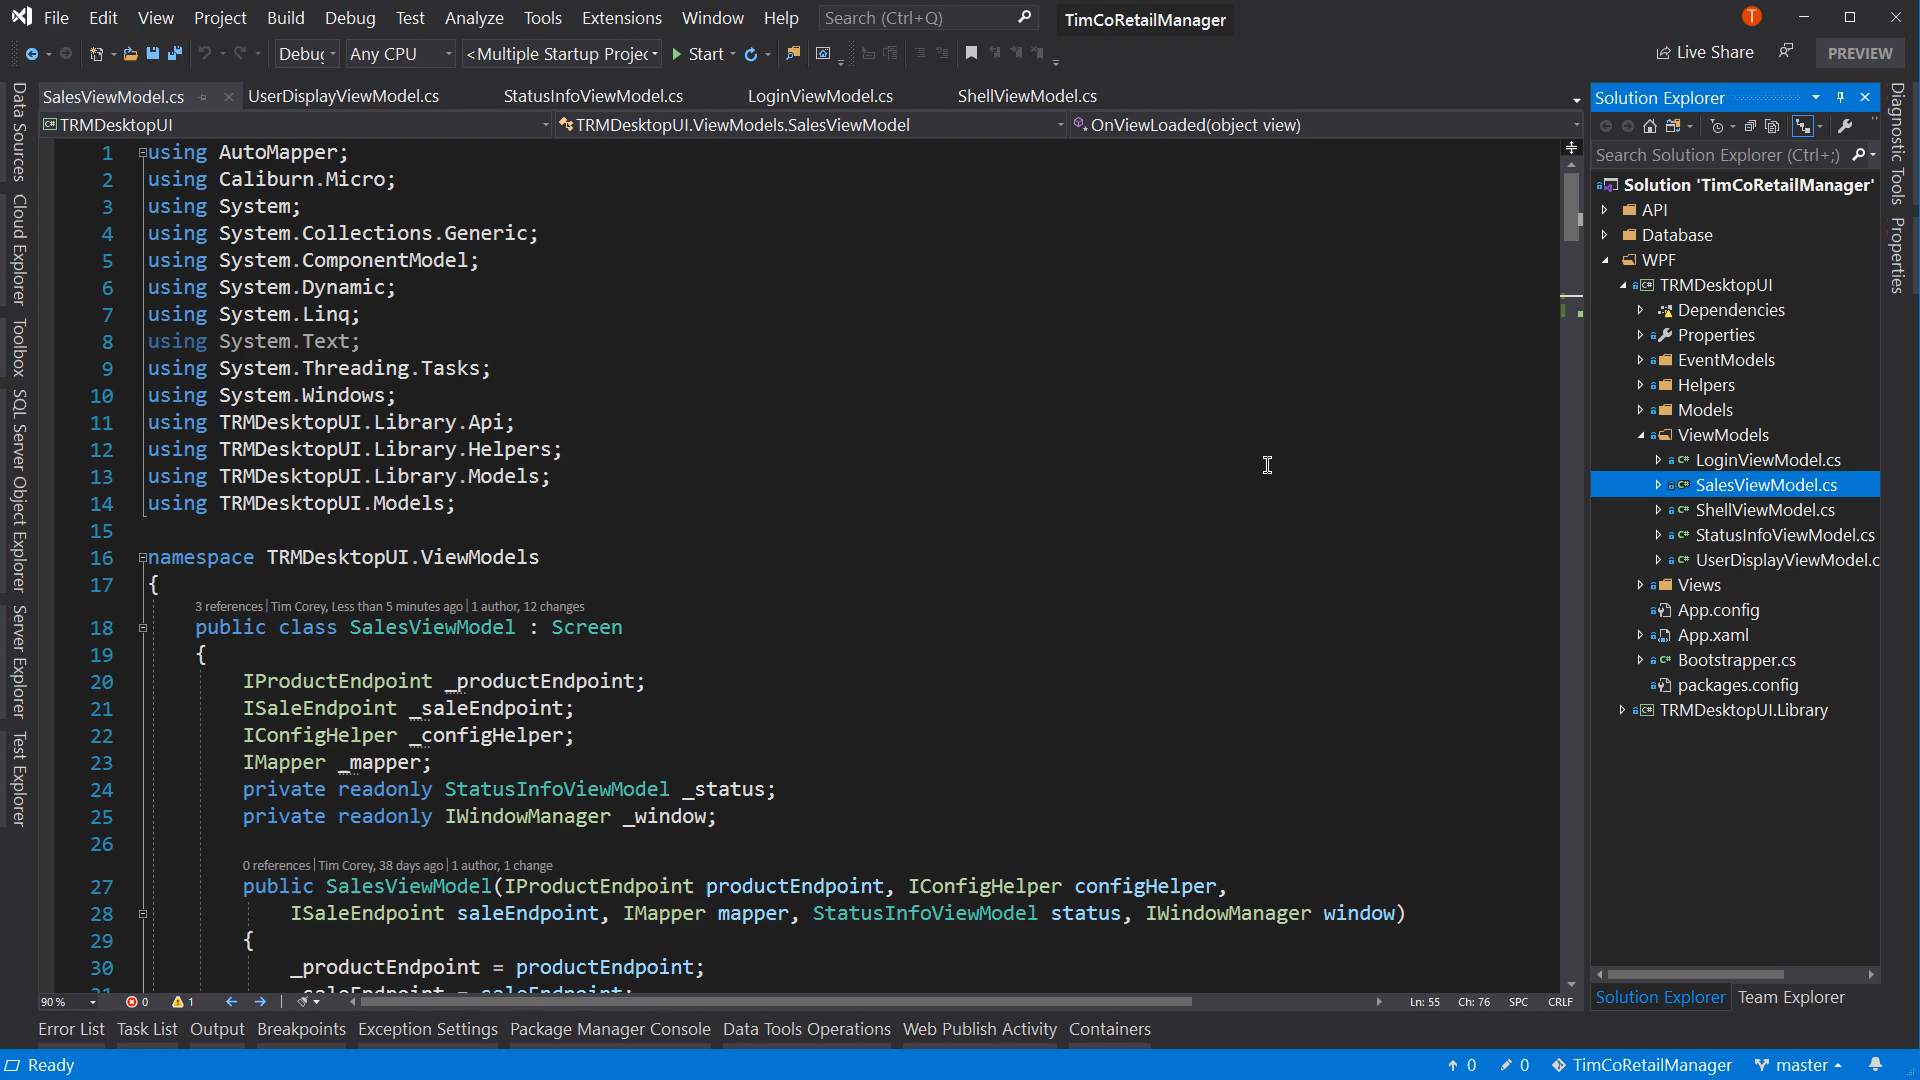 File Edit View Project Build Debug Test Analyze Tools Extensions Window Help Search (Ctrl+Q) TimCoRetailManager T
Debug Any CPU <Multiple Startup Projec Start Live Share PREVIEW
SalesViewModel.cs UserDisplayViewModel.cs StatusInfoViewModel.cs LoginViewModel.cs ShellViewModel.cs
TRMDesktopUI TRMDesktopUI.ViewModels.SalesViewModel OnViewLoaded(object view)
Data Sources
Cloud Explorer
Toolbox
SQL Server Object Explorer
Server Explorer
Test Explorer
1 using AutoMapper;
2 using Caliburn.Micro;
3 using System;
4 using System.Collections.Generic;
5 using System.ComponentModel;
6 using System.Dynamic;
7 using System.Linq;
8 using System.Text;
9 using System.Threading.Tasks;
10 using System.Windows;
11 using TRMDesktopUI.Library.Api;
12 using TRMDesktopUI.Library.Helpers;
13 using TRMDesktopUI.Library.Models;
14 using TRMDesktopUI.Models;
15
16 namespace TRMDesktopUI.ViewModels
17 {
3 references | Tim Corey, Less than 5 minutes ago | 1 author, 12 changes
18 public class SalesViewModel : Screen
19 {
20 IProductEndpoint _productEndpoint;
21 ISaleEndpoint _saleEndpoint;
22 IConfigHelper _configHelper;
23 IMapper _mapper;
24 private readonly StatusInfoViewModel _status;
25 private readonly IWindowManager _window;
26
0 references | Tim Corey, 38 days ago | 1 author, 1 change
27 public SalesViewModel(IProductEndpoint productEndpoint, IConfigHelper configHelper,
28 ISaleEndpoint saleEndpoint, IMapper mapper, StatusInfoViewModel status, IWindowManager window)
29 {
30 _productEndpoint = productEndpoint;
31 _saleEndpoint = saleEndpoint;
90 % 0 1 Ln: 55 Ch: 76 SPC CRLF
Solution Explorer
Search Solution Explorer (Ctrl+;)
Solution 'TimCoRetailManager'
API
Database
WPF
TRMDesktopUI
Dependencies
Properties
EventModels
Helpers
Models
ViewModels
LoginViewModel.cs
SalesViewModel.cs
ShellViewModel.cs
StatusInfoViewModel.cs
UserDisplayViewModel.c
Views
App.config
App.xaml
Bootstrapper.cs
packages.config
TRMDesktopUI.Library
Solution Explorer Team Explorer
Diagnostic Tools
Properties
Error List Task List Output Breakpoints Exception Settings Package Manager Console Data Tools Operations Web Publish Activity Containers
Ready 0 0 TimCoRetailManager master